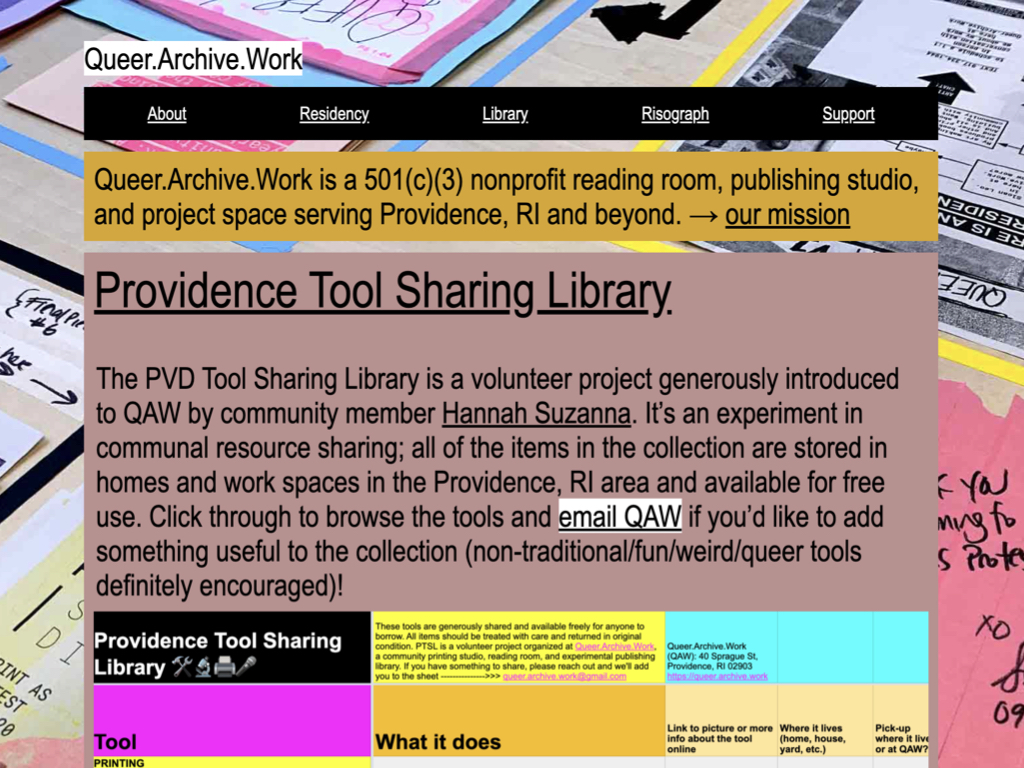 Queer.Archive.Work
About Residency Library Risograph Support
Queer.Archive.Work is a 501(c)(3) nonprofit reading room, publishing studio,
and project space serving Providence, RI and beyond. → our mission
Providence Tool Sharing Library
The PVD Tool Sharing Library is a volunteer project generously introduced
to QAW by community member Hannah Suzanna. It’s an experiment in
communal resource sharing; all of the items in the collection are stored in
homes and work spaces in the Providence, RI area and available for free
use. Click through to browse the tools and email QAW if you’d like to add
something useful to the collection (non-traditional/fun/weird/queer tools
definitely encouraged)!
Providence Tool Sharing
Library 🛠🔬🖨🎤
These tools are generously shared and available freely for anyone to
borrow. All items should be treated with care and returned in original
condition. PTSL is a volunteer project organized at Queer.Archive.Work,
a community printing studio, reading room, and experimental publishing
library. If you have something to share, please reach out and we'll add
you to the sheet --------------->>> queer.archive.work@gmail.com
Queer.Archive.Work
(QAW): 40 Sprague St,
Providence, RI 02903
https://queer.archive.work
Tool
What it does
Link to picture or more
info about the tool
online
Where it lives
(home, house,
yard, etc.)
Pick-up
where it live
or at QAW?
PRINTING
QUEER
#6
XO